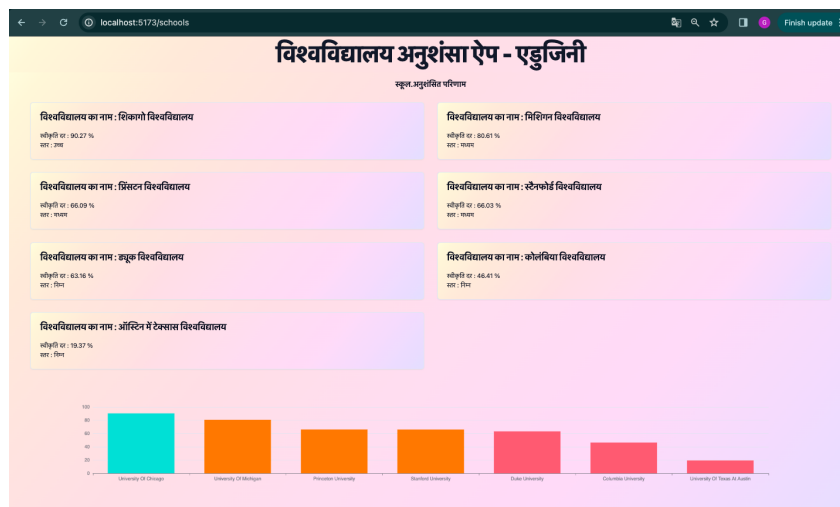 localhost:5173/schools
G
Finish update
विश्वविद्यालय अनुशंसा ऐप - एडुजिनी
स्कूल.अनुशंसित परिणाम
विश्वविद्यालय का नाम : शिकागो विश्वविद्यालय
स्वीकृति दर : 90.27 %
स्तर : उच्च
विश्वविद्यालय का नाम : मिशिगन विश्वविद्यालय
स्वीकृति दर : 80.61 %
स्तर : मध्यम
विश्वविद्यालय का नाम : प्रिंसटन विश्वविद्यालय
स्वीकृति दर : 66.09 %
स्तर : मध्यम
विश्वविद्यालय का नाम : स्टैनफोर्ड विश्वविद्यालय
स्वीकृति दर : 66.03 %
स्तर : मध्यम
विश्वविद्यालय का नाम : ड्यूक विश्वविद्यालय
स्वीकृति दर : 63.16 %
स्तर : निम्न
विश्वविद्यालय का नाम : कोलंबिया विश्वविद्यालय
स्वीकृति दर : 46.41 %
स्तर : निम्न
विश्वविद्यालय का नाम : ऑस्टिन में टेक्सास विश्वविद्यालय
स्वीकृति दर : 19.37 %
स्तर : निम्न
100
80
60
40
20
0
University Of Chicago
University Of Michigan
Princeton University
Stanford University
Duke University
Columbia University
University Of Texas At Austin